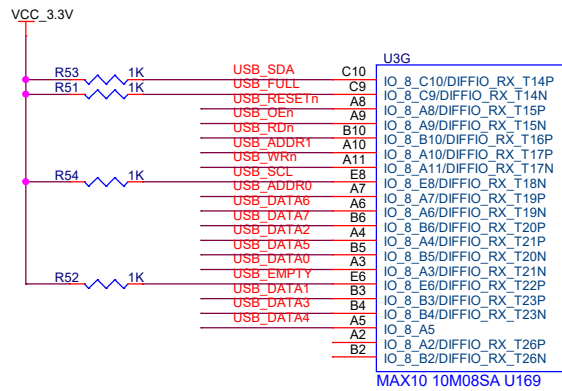 VCC_3.3V
U3G
R53 1K USB_SDA C10 IO_8_C10/DIFFIO_RX_T14P
R51 1K USB_FULL C9 IO_8_C9/DIFFIO_RX_T14N
USB_RESETn A8 IO_8_A8/DIFFIO_RX_T15P
USB_OEn A9 IO_8_A9/DIFFIO_RX_T15N
USB_RDn B10 IO_8_B10/DIFFIO_RX_T16P
USB_ADDR1 A10 IO_8_A10/DIFFIO_RX_T17P
USB_WRn A11 IO_8_A11/DIFFIO_RX_T17N
R54 1K USB_SCL E8 IO_8_E8/DIFFIO_RX_T18N
USB_ADDR0 A7 IO_8_A7/DIFFIO_RX_T19P
USB_DATA6 A6 IO_8_A6/DIFFIO_RX_T19N
USB_DATA7 B6 IO_8_B6/DIFFIO_RX_T20P
USB_DATA2 A4 IO_8_A4/DIFFIO_RX_T21P
USB_DATA5 B5 IO_8_B5/DIFFIO_RX_T20N
USB_DATA0 A3 IO_8_A3/DIFFIO_RX_T21N
R52 1K USB_EMPTY E6 IO_8_E6/DIFFIO_RX_T22P
USB_DATA1 B3 IO_8_B3/DIFFIO_RX_T23P
USB_DATA3 B4 IO_8_B4/DIFFIO_RX_T23N
USB_DATA4 A5 IO_8_A5
A2 IO_8_A2/DIFFIO_RX_T26P
B2 IO_8_B2/DIFFIO_RX_T26N
MAX10 10M08SA U169